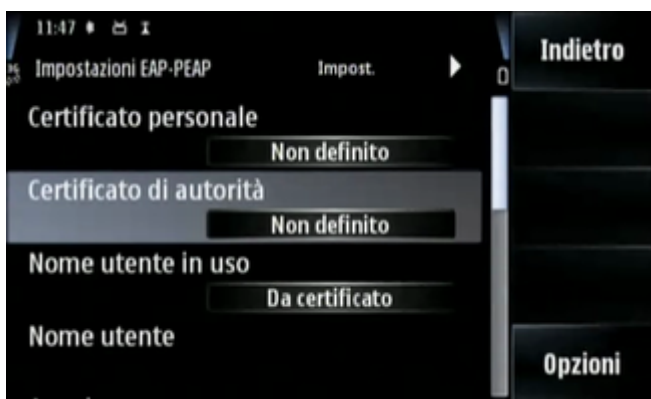 11:47
Indietro
Impostazioni EAP-PEAP Impost.
Certificato personale
Non definito
Certificato di autorità
Non definito
Nome utente in uso
Da certificato
Nome utente
Opzioni